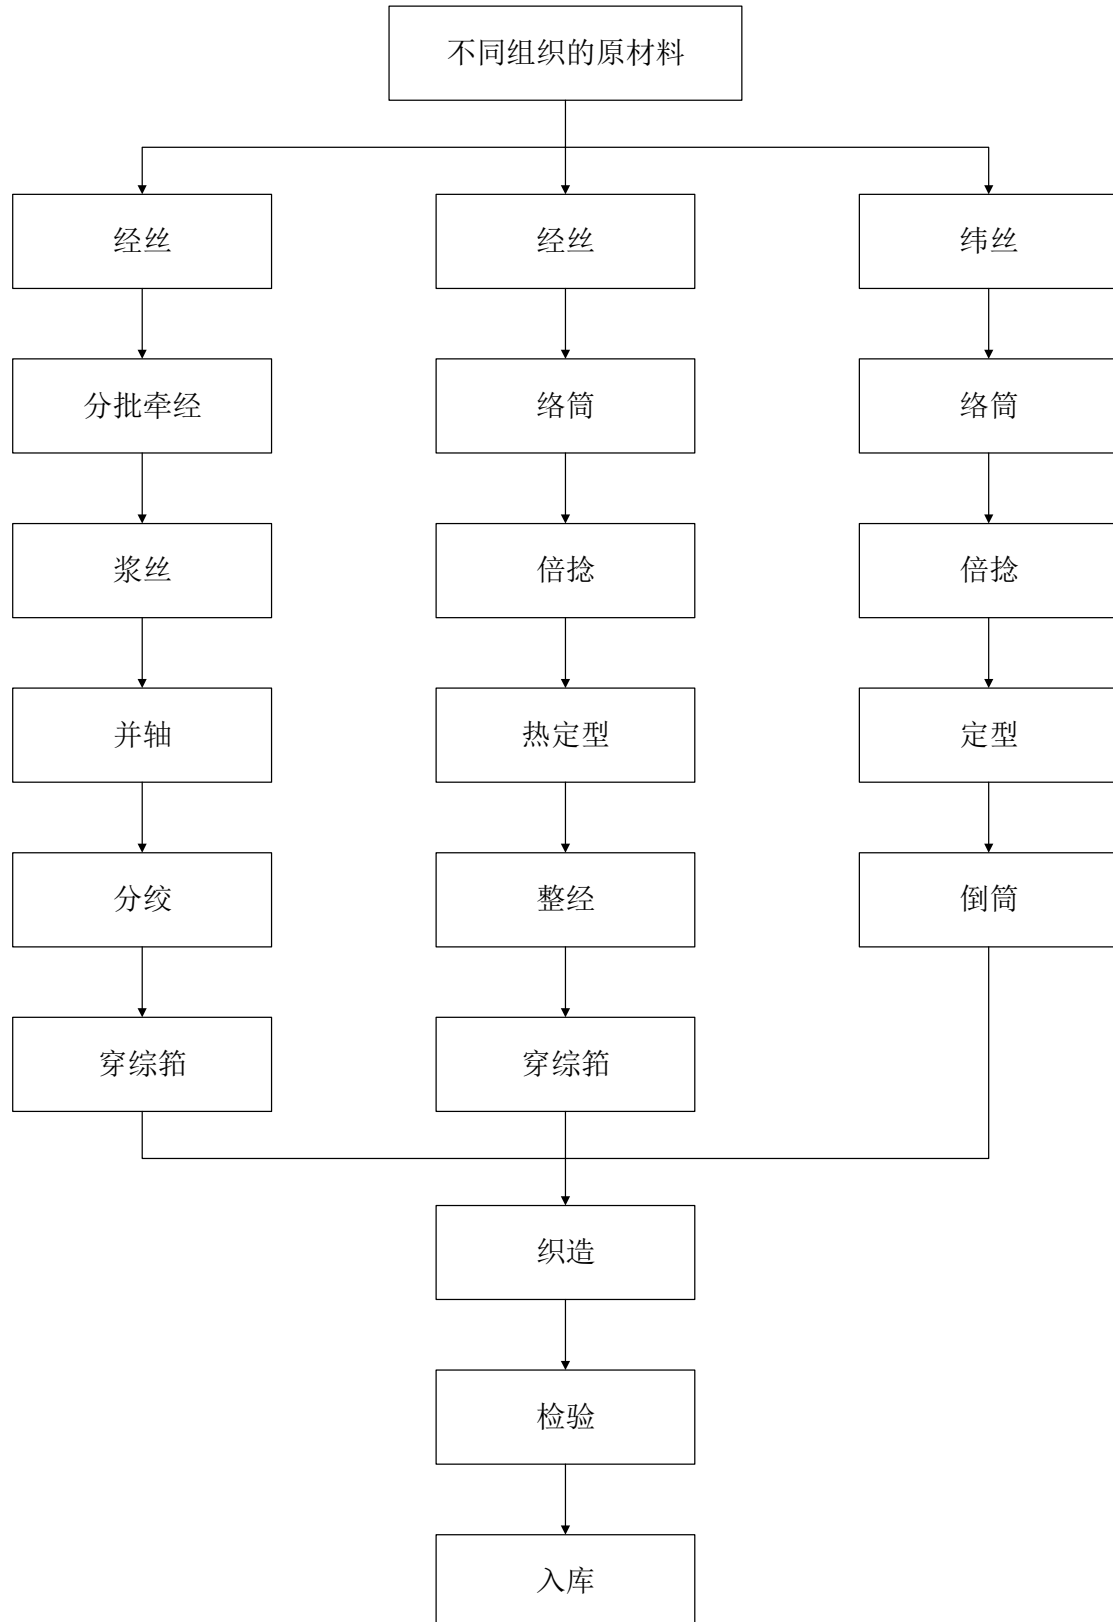 不同组织的原材料
经丝
经丝
纬丝
分批牵经
络筒
络筒
浆丝
倍捻
倍捻
并轴
热定型
定型
分绞
整经
倒筒
穿综筘
穿综筘
织造
检验
入库